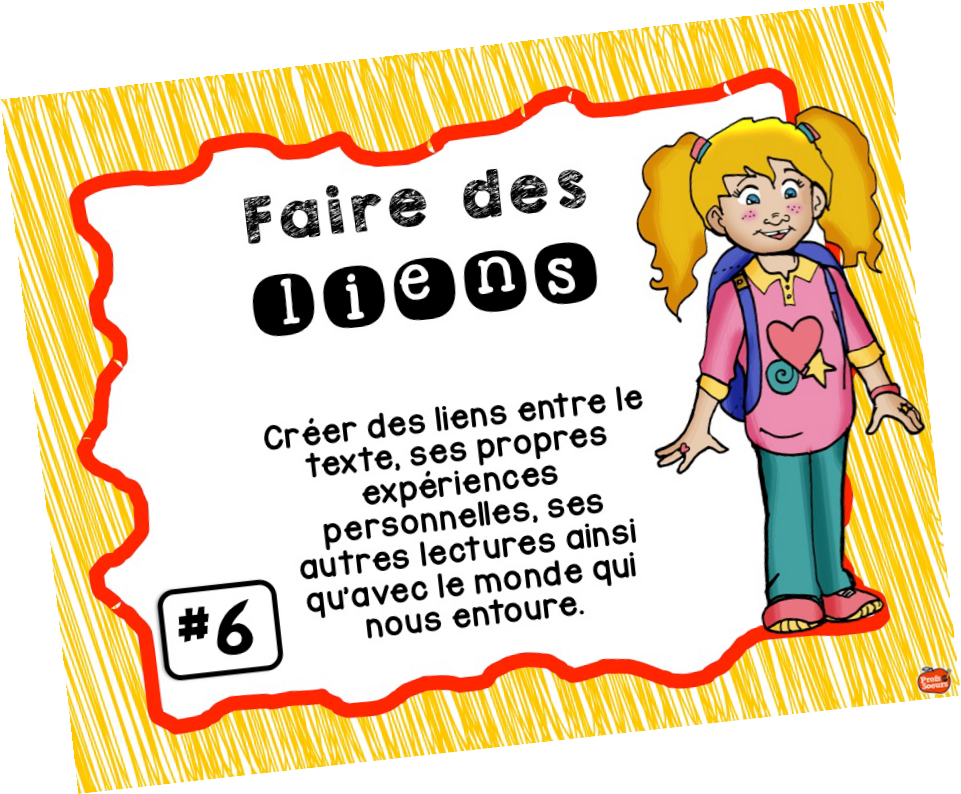 Faire des
liens
Créer des liens entre le
texte, ses propres
expériences
personnelles, ses
autres lectures ainsi
qu'avec le monde qui
nous entoure.
#6
Profs
Soeurs